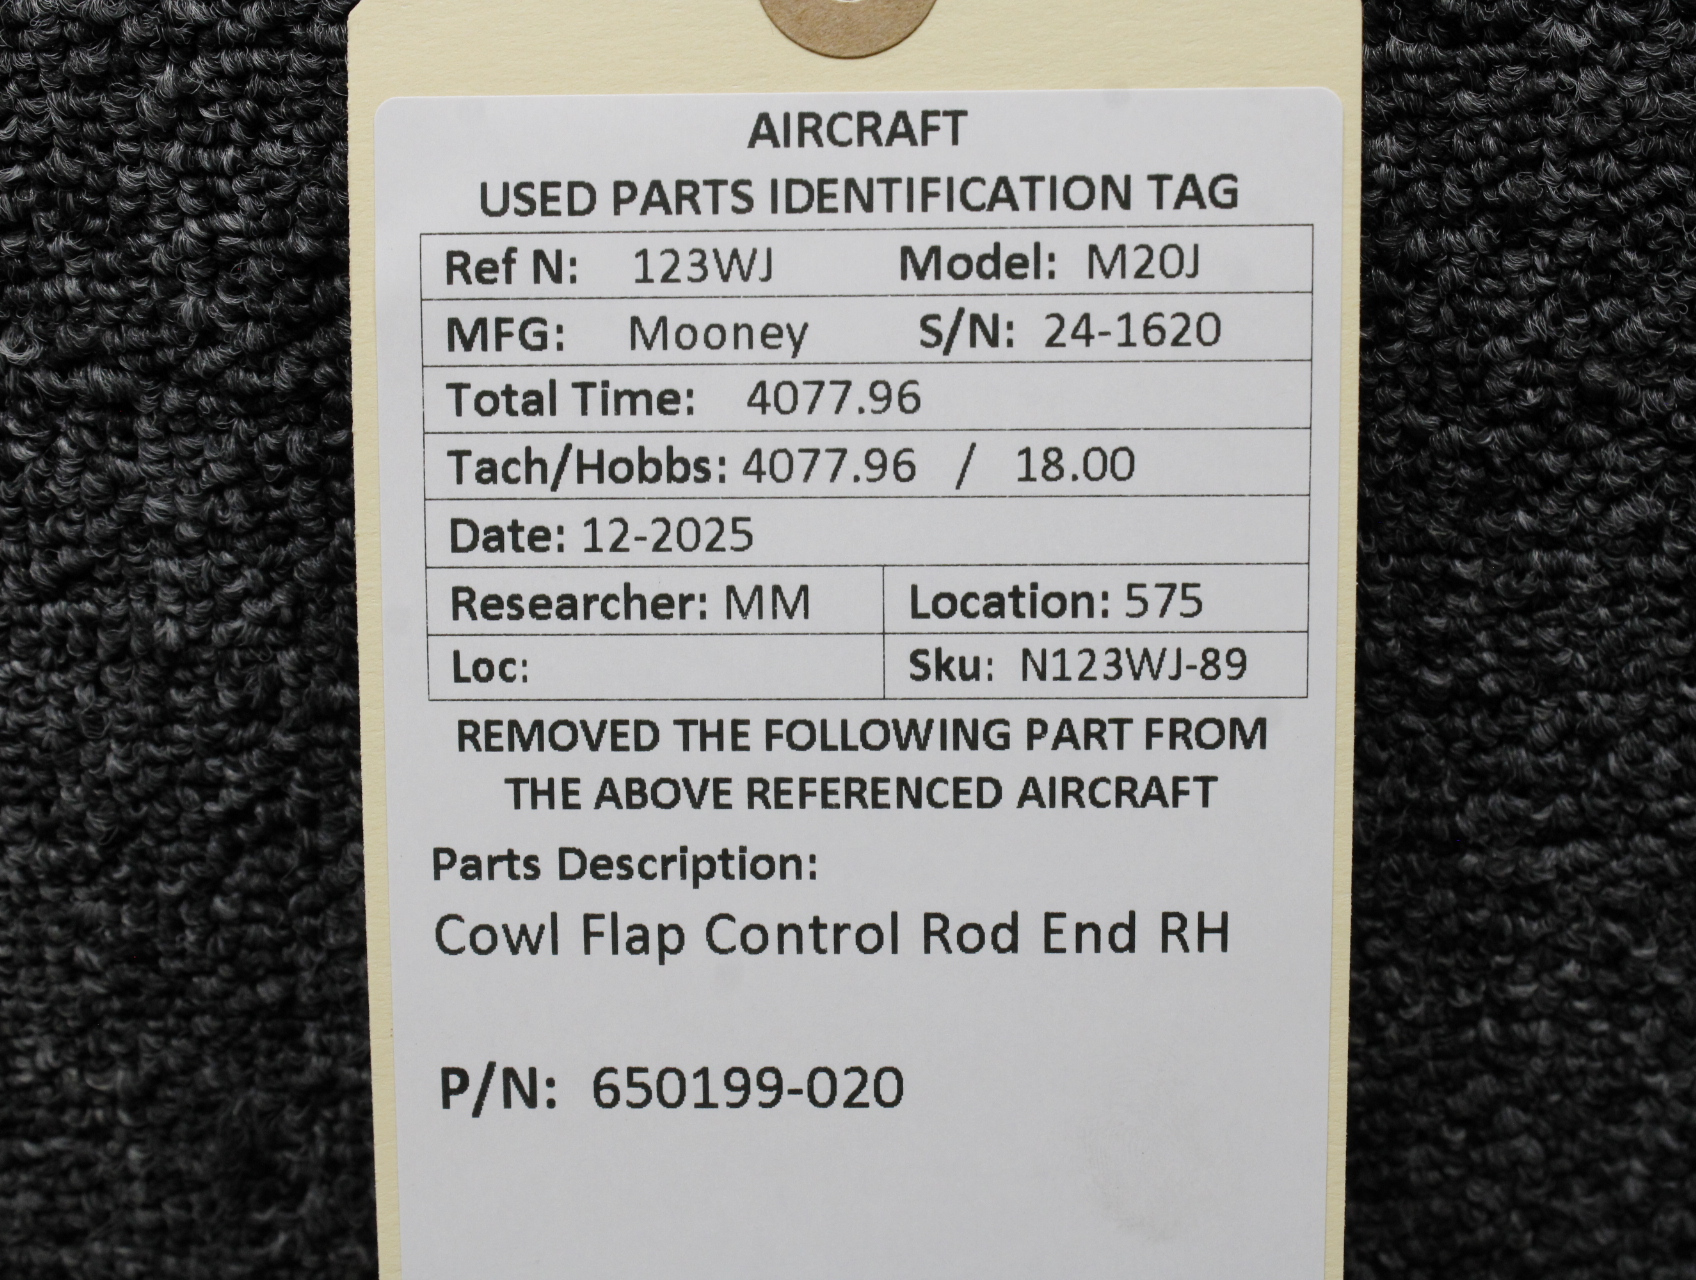 AIRCRAFT
USED PARTS IDENTIFICATION TAG
Ref N: 123WJ Model: M20J
MFG: Mooney S/N: 24-1620
Total Time: 4077.96
Tach/Hobbs: 4077.96 / 18.00
Date: 12-2025
Researcher: MM Location: 575
Loc: Sku: N123WJ-89
REMOVED THE FOLLOWING PART FROM
THE ABOVE REFERENCED AIRCRAFT
Parts Description:
Cowl Flap Control Rod End RH
P/N: 650199-020